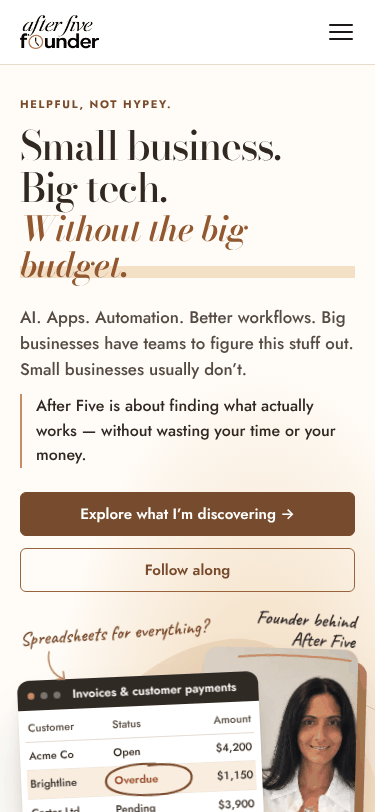 after five
founder
HELPFUL, NOT HYPEY.
Small business.
Big tech.
Without the big
budget.
AI. Apps. Automation. Better workflows. Big
businesses have teams to figure this stuff out.
Small businesses usually don’t.
After Five is about finding what actually
works — without wasting your time or your
money.
Explore what I’m discovering →
Follow along
Spreadsheets for everything?
Founder behind
After Five
Invoices & customer payments
Customer Status Amount
Acme Co Open $4,200
Brightline Overdue $1,150
Pending $3,900